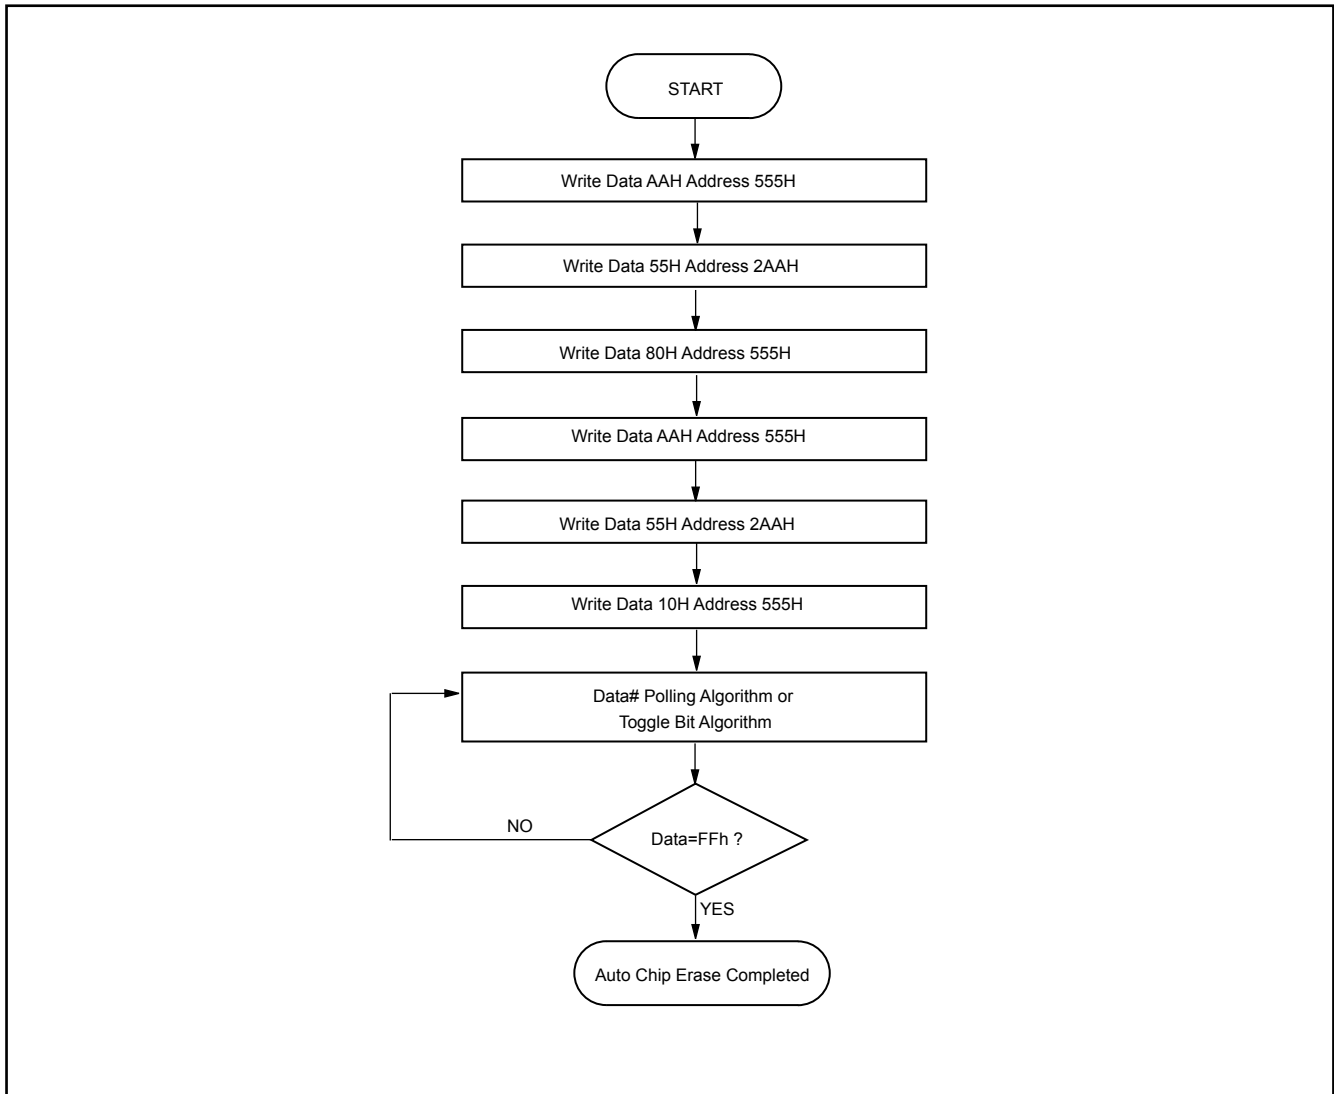 START
Write Data AAH Address 555H
Write Data 55H Address 2AAH
Write Data 80H Address 555H
Write Data AAH Address 555H
Write Data 55H Address 2AAH
Write Data 10H Address 555H
Data# Polling Algorithm or
Toggle Bit Algorithm
NO
Data=FFh ?
YES
Auto Chip Erase Completed